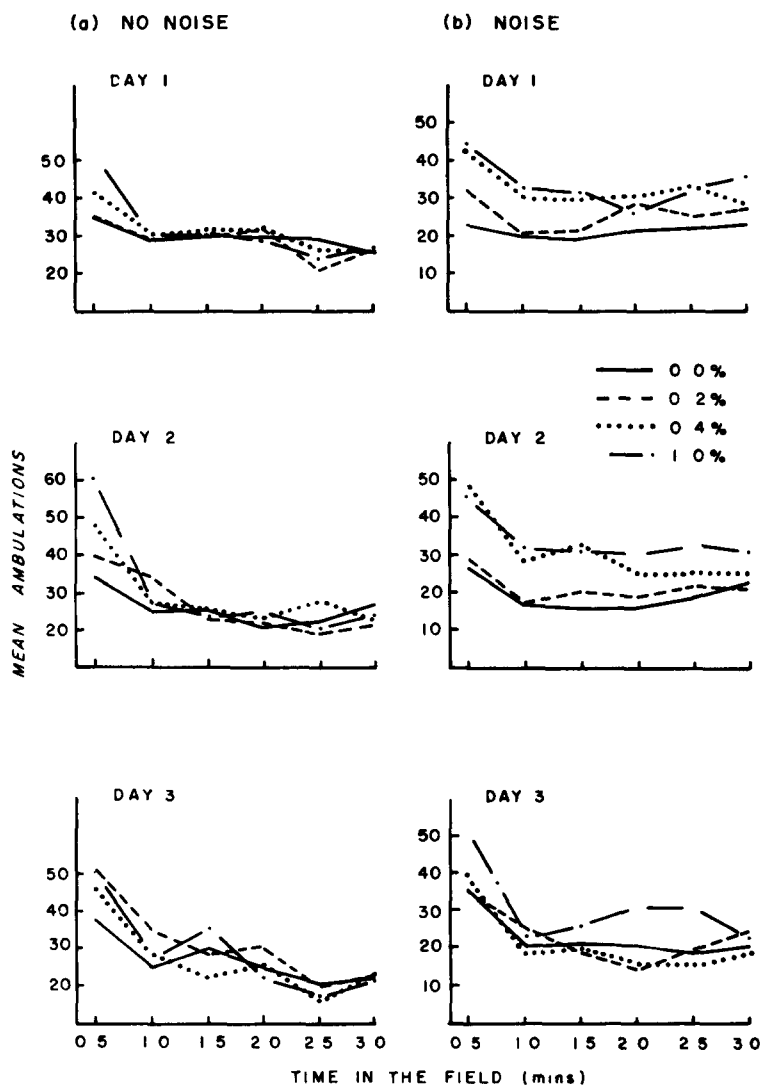 (a) NO NOISE
(b) NOISE
DAY 1
50
40
30
20
DAY 1
50
40
30
20
10
0 0%
0 2%
0 4%
1 0%
MEAN AMBULATIONS
DAY 2
60
50
40
30
20
DAY 2
50
40
30
20
10
DAY 3
50
40
30
20
DAY 3
50
40
30
20
10
0 5 1 0 1 5 2 0 2 5 3 0
0 5 1 0 1 5 2 0 2 5 3 0
TIME IN THE FIELD (mins)